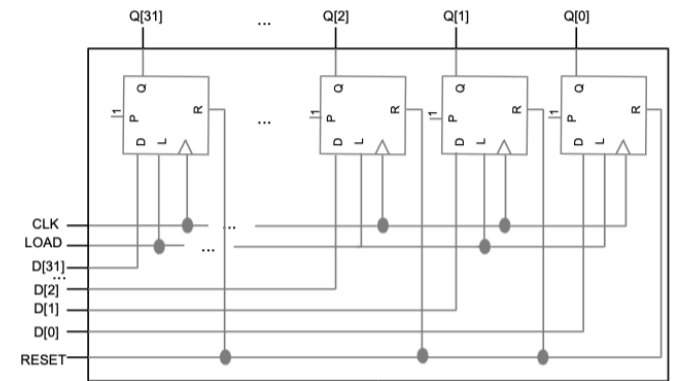 Q[31] ... Q[2] Q[1] Q[0]
Q P 1 R D L
...
Q P 1 R D L
Q P 1 R D L
Q P 1 R D L
CLK ...
LOAD ...
D[31]
...
D[2]
D[1]
D[0]
RESET